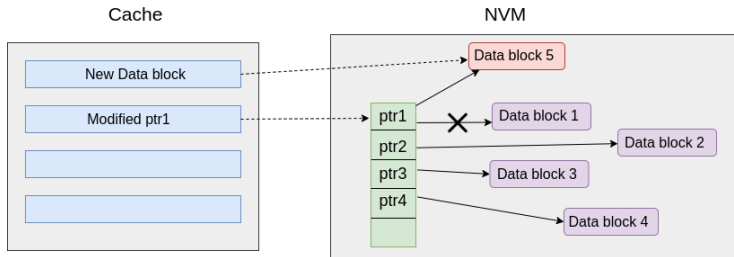 Cache
NVM
New Data block
Modified ptr1
Data block 5
ptr1
ptr2
ptr3
ptr4
Data block 1
Data block 2
Data block 3
Data block 4